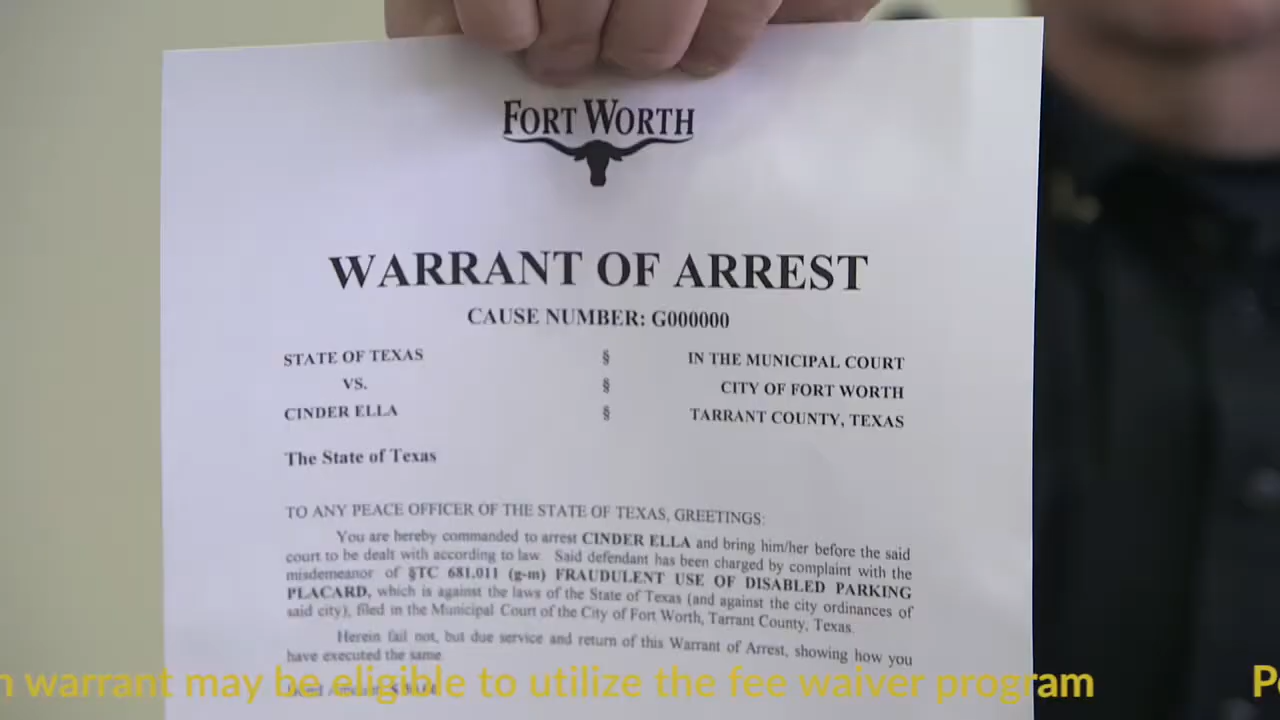 FORT WORTH
WARRANT OF ARREST
CAUSE NUMBER: G000000
STATE OF TEXAS § IN THE MUNICIPAL COURT
VS. § CITY OF FORT WORTH
CINDER ELLA § TARRANT COUNTY, TEXAS
The State of Texas
TO ANY PEACE OFFICER OF THE STATE OF TEXAS, GREETINGS:
You are hereby commanded to arrest CINDER ELLA and bring him/her before the said
court to be dealt with according to law. Said defendant has been charged by complaint with the
misdemeanor of §TC 681.011 (g-m) FRAUDULENT USE OF DISABLED PARKING
PLACARD, which is against the laws of the State of Texas (and against the city ordinances of
said city), filed in the Municipal Court of the City of Fort Worth, Tarrant County, Texas.
Herein fail not, but due service and return of this Warrant of Arrest, showing how you
have executed the same.
n warrant may be eligible to utilize the fee waiver program